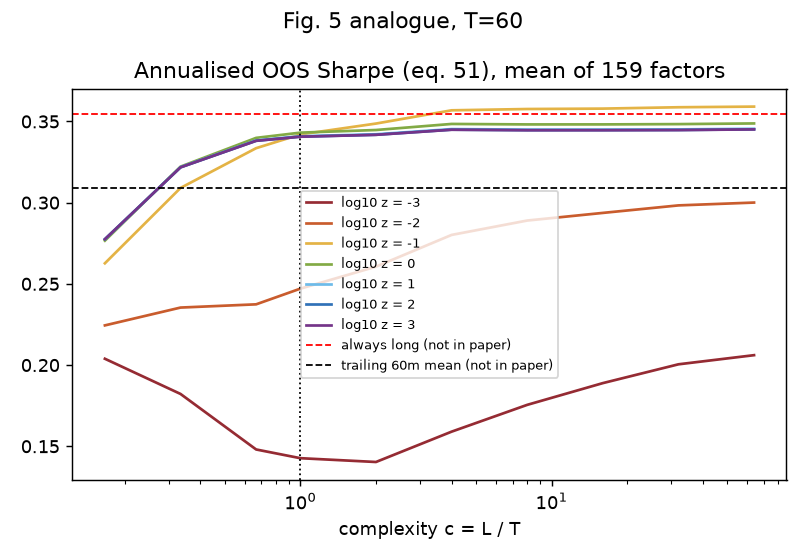 Fig. 5 analogue, T=60
Annualised OOS Sharpe (eq. 51), mean of 159 factors
0.35
0.30
0.25
0.20
0.15
log10 z = -3
log10 z = -2
log10 z = -1
log10 z = 0
log10 z = 1
log10 z = 2
log10 z = 3
always long (not in paper)
trailing 60m mean (not in paper)
10⁰ 10¹
complexity c = L / T